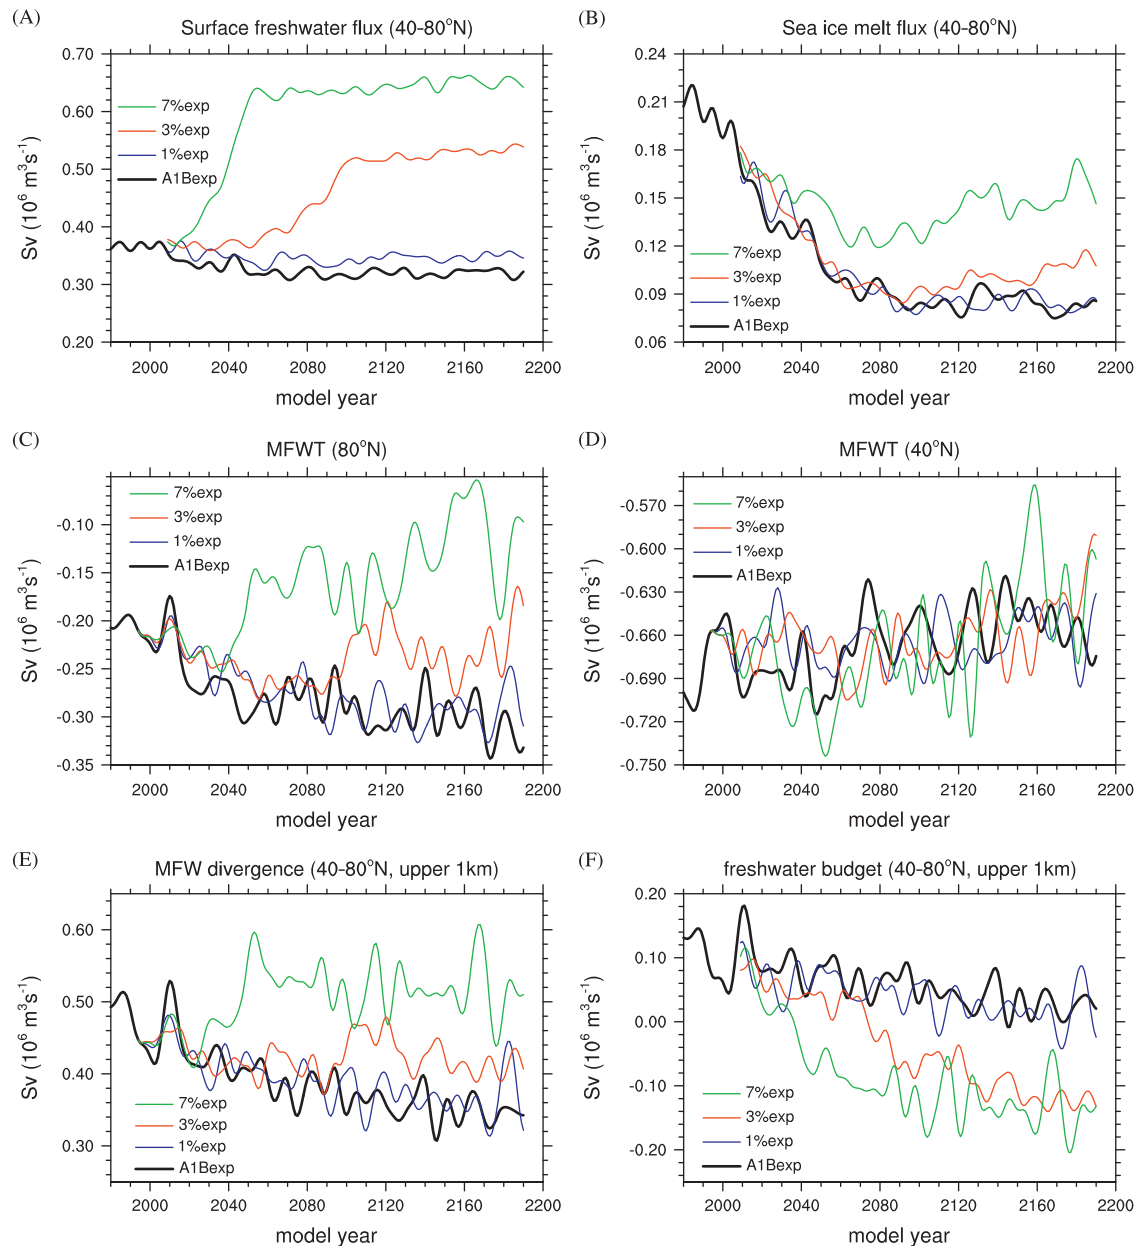 (A)
Surface freshwater flux (40-80°N)
0.70
0.60
0.50
0.40
0.30
0.20
Sv (10⁶ m³s⁻¹)
7%exp
3%exp
1%exp
A1Bexp
2000 2040 2080 2120 2160 2200
model year
(B)
Sea ice melt flux (40-80°N)
0.24
0.21
0.18
0.15
0.12
0.09
0.06
Sv (10⁶ m³s⁻¹)
7%exp
3%exp
1%exp
A1Bexp
2000 2040 2080 2120 2160 2200
model year
(C)
MFWT (80°N)
-0.10
-0.15
-0.20
-0.25
-0.30
-0.35
Sv (10⁶ m³s⁻¹)
7%exp
3%exp
1%exp
A1Bexp
2000 2040 2080 2120 2160 2200
model year
(D)
MFWT (40°N)
-0.570
-0.600
-0.630
-0.660
-0.690
-0.720
-0.750
Sv (10⁶ m³s⁻¹)
7%exp
3%exp
1%exp
A1Bexp
2000 2040 2080 2120 2160 2200
model year
(E)
MFW divergence (40-80°N, upper 1km)
0.60
0.50
0.40
0.30
Sv (10⁶ m³s⁻¹)
7%exp
3%exp
1%exp
A1Bexp
2000 2040 2080 2120 2160 2200
model year
(F)
freshwater budget (40-80°N, upper 1km)
0.20
0.10
0.00
-0.10
-0.20
Sv (10⁶ m³s⁻¹)
7%exp
3%exp
1%exp
A1Bexp
2000 2040 2080 2120 2160 2200
model year